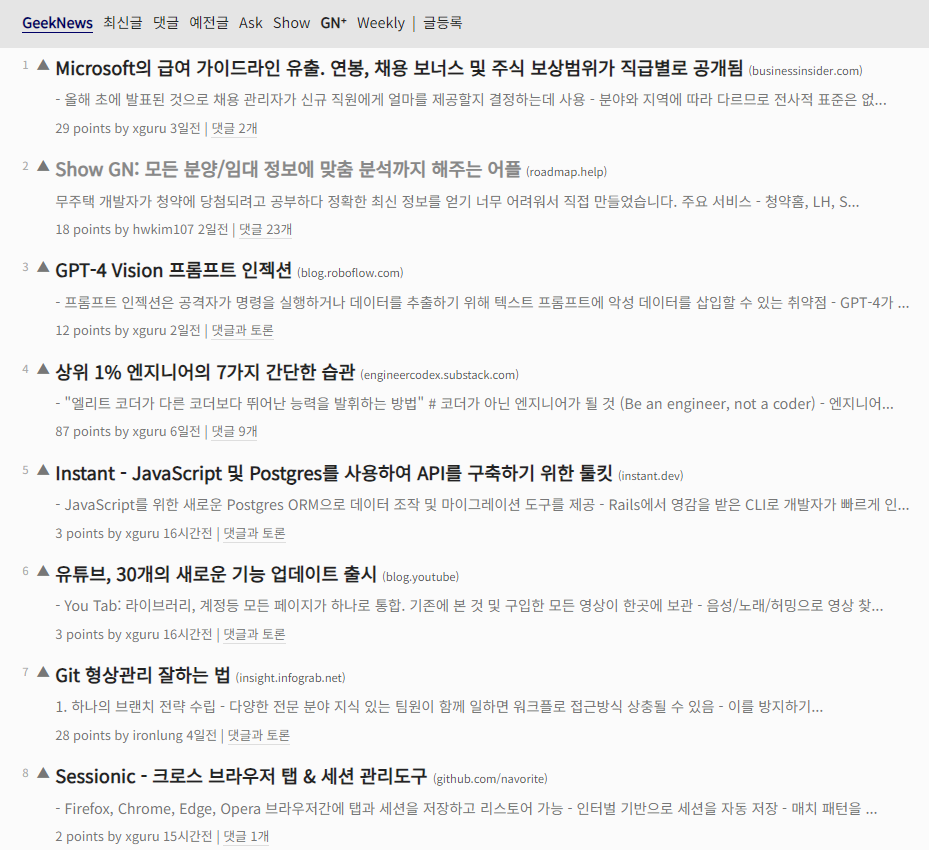 GeekNews 최신글 댓글 예전글 Ask Show GN⁺ Weekly | 글등록
1 ▲ Microsoft의 급여 가이드라인 유출. 연봉, 채용 보너스 및 주식 보상범위가 직급별로 공개됨 (businessinsider.com)
- 올해 초에 발표된 것으로 채용 관리자가 신규 직원에게 얼마를 제공할지 결정하는데 사용 - 분야와 지역에 따라 다르므로 전사적 표준은 없...
29 points by xguru 3일전 | 댓글 2개
2 ▲ Show GN: 모든 분양/임대 정보에 맞춤 분석까지 해주는 어플 (roadmap.help)
무주택 개발자가 청약에 당첨되려고 공부하다 정확한 최신 정보를 얻기 너무 어려워서 직접 만들었습니다. 주요 서비스 - 청약홈, LH, S...
18 points by hwkim107 2일전 | 댓글 23개
3 ▲ GPT-4 Vision 프롬프트 인젝션 (blog.roboflow.com)
- 프롬프트 인젝션은 공격자가 명령을 실행하거나 데이터를 추출하기 위해 텍스트 프롬프트에 악성 데이터를 삽입할 수 있는 취약점 - GPT-4가 ...
12 points by xguru 2일전 | 댓글과 토론
4 ▲ 상위 1% 엔지니어의 7가지 간단한 습관 (engineercodex.substack.com)
- "엘리트 코더가 다른 코더보다 뛰어난 능력을 발휘하는 방법" # 코더가 아닌 엔지니어가 될 것 (Be an engineer, not a coder) - 엔지니어...
87 points by xguru 6일전 | 댓글 9개
5 ▲ Instant - JavaScript 및 Postgres를 사용하여 API를 구축하기 위한 툴킷 (instant.dev)
- JavaScript를 위한 새로운 Postgres ORM으로 데이터 조작 및 마이그레이션 도구를 제공 - Rails에서 영감을 받은 CLI로 개발자가 빠르게 인...
3 points by xguru 16시간전 | 댓글과 토론
6 ▲ 유튜브, 30개의 새로운 기능 업데이트 출시 (blog.youtube)
- You Tab: 라이브러리, 계정등 모든 페이지가 하나로 통합. 기존에 본 것 및 구입한 모든 영상이 한곳에 보관 - 음성/노래/허밍으로 영상 찾...
3 points by xguru 16시간전 | 댓글과 토론
7 ▲ Git 형상관리 잘하는 법 (insight.infograb.net)
1. 하나의 브랜치 전략 수립 - 다양한 전문 분야 지식 있는 팀원이 함께 일하면 워크플로 접근방식 상충될 수 있음 - 이를 방지하기...
28 points by ironlung 4일전 | 댓글과 토론
8 ▲ Sessionic - 크로스 브라우저 탭 & 세션 관리도구 (github.com/navorite)
- Firefox, Chrome, Edge, Opera 브라우저간에 탭과 세션을 저장하고 리스토어 가능 - 인터벌 기반으로 세션을 자동 저장 - 매치 패턴을 ...
2 points by xguru 15시간전 | 댓글 1개